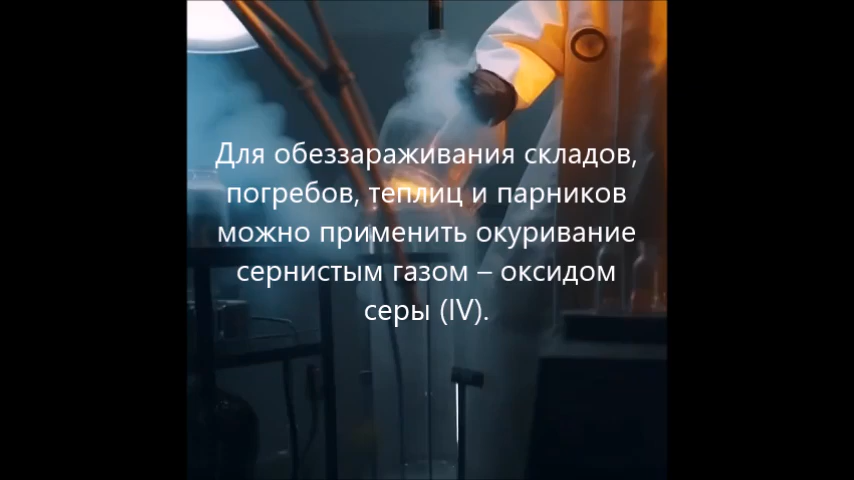 Для обеззараживания складов,
погребов, теплиц и парников
можно применить окуривание
сернистым газом – оксидом
серы (IV).